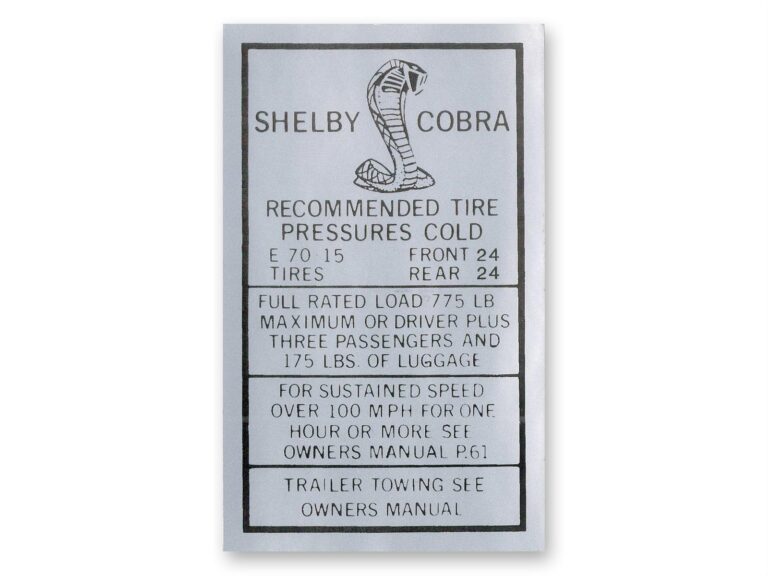 SHELBY COBRA
RECOMMENDED TIRE
PRESSURES COLD
E 70 15 FRONT 24
TIRES REAR 24
FULL RATED LOAD 775 LB
MAXIMUM OR DRIVER PLUS
THREE PASSENGERS AND
175 LBS. OF LUGGAGE
FOR SUSTAINED SPEED
OVER 100 MPH FOR ONE
HOUR OR MORE SEE
OWNERS MANUAL P.61
TRAILER TOWING SEE
OWNERS MANUAL